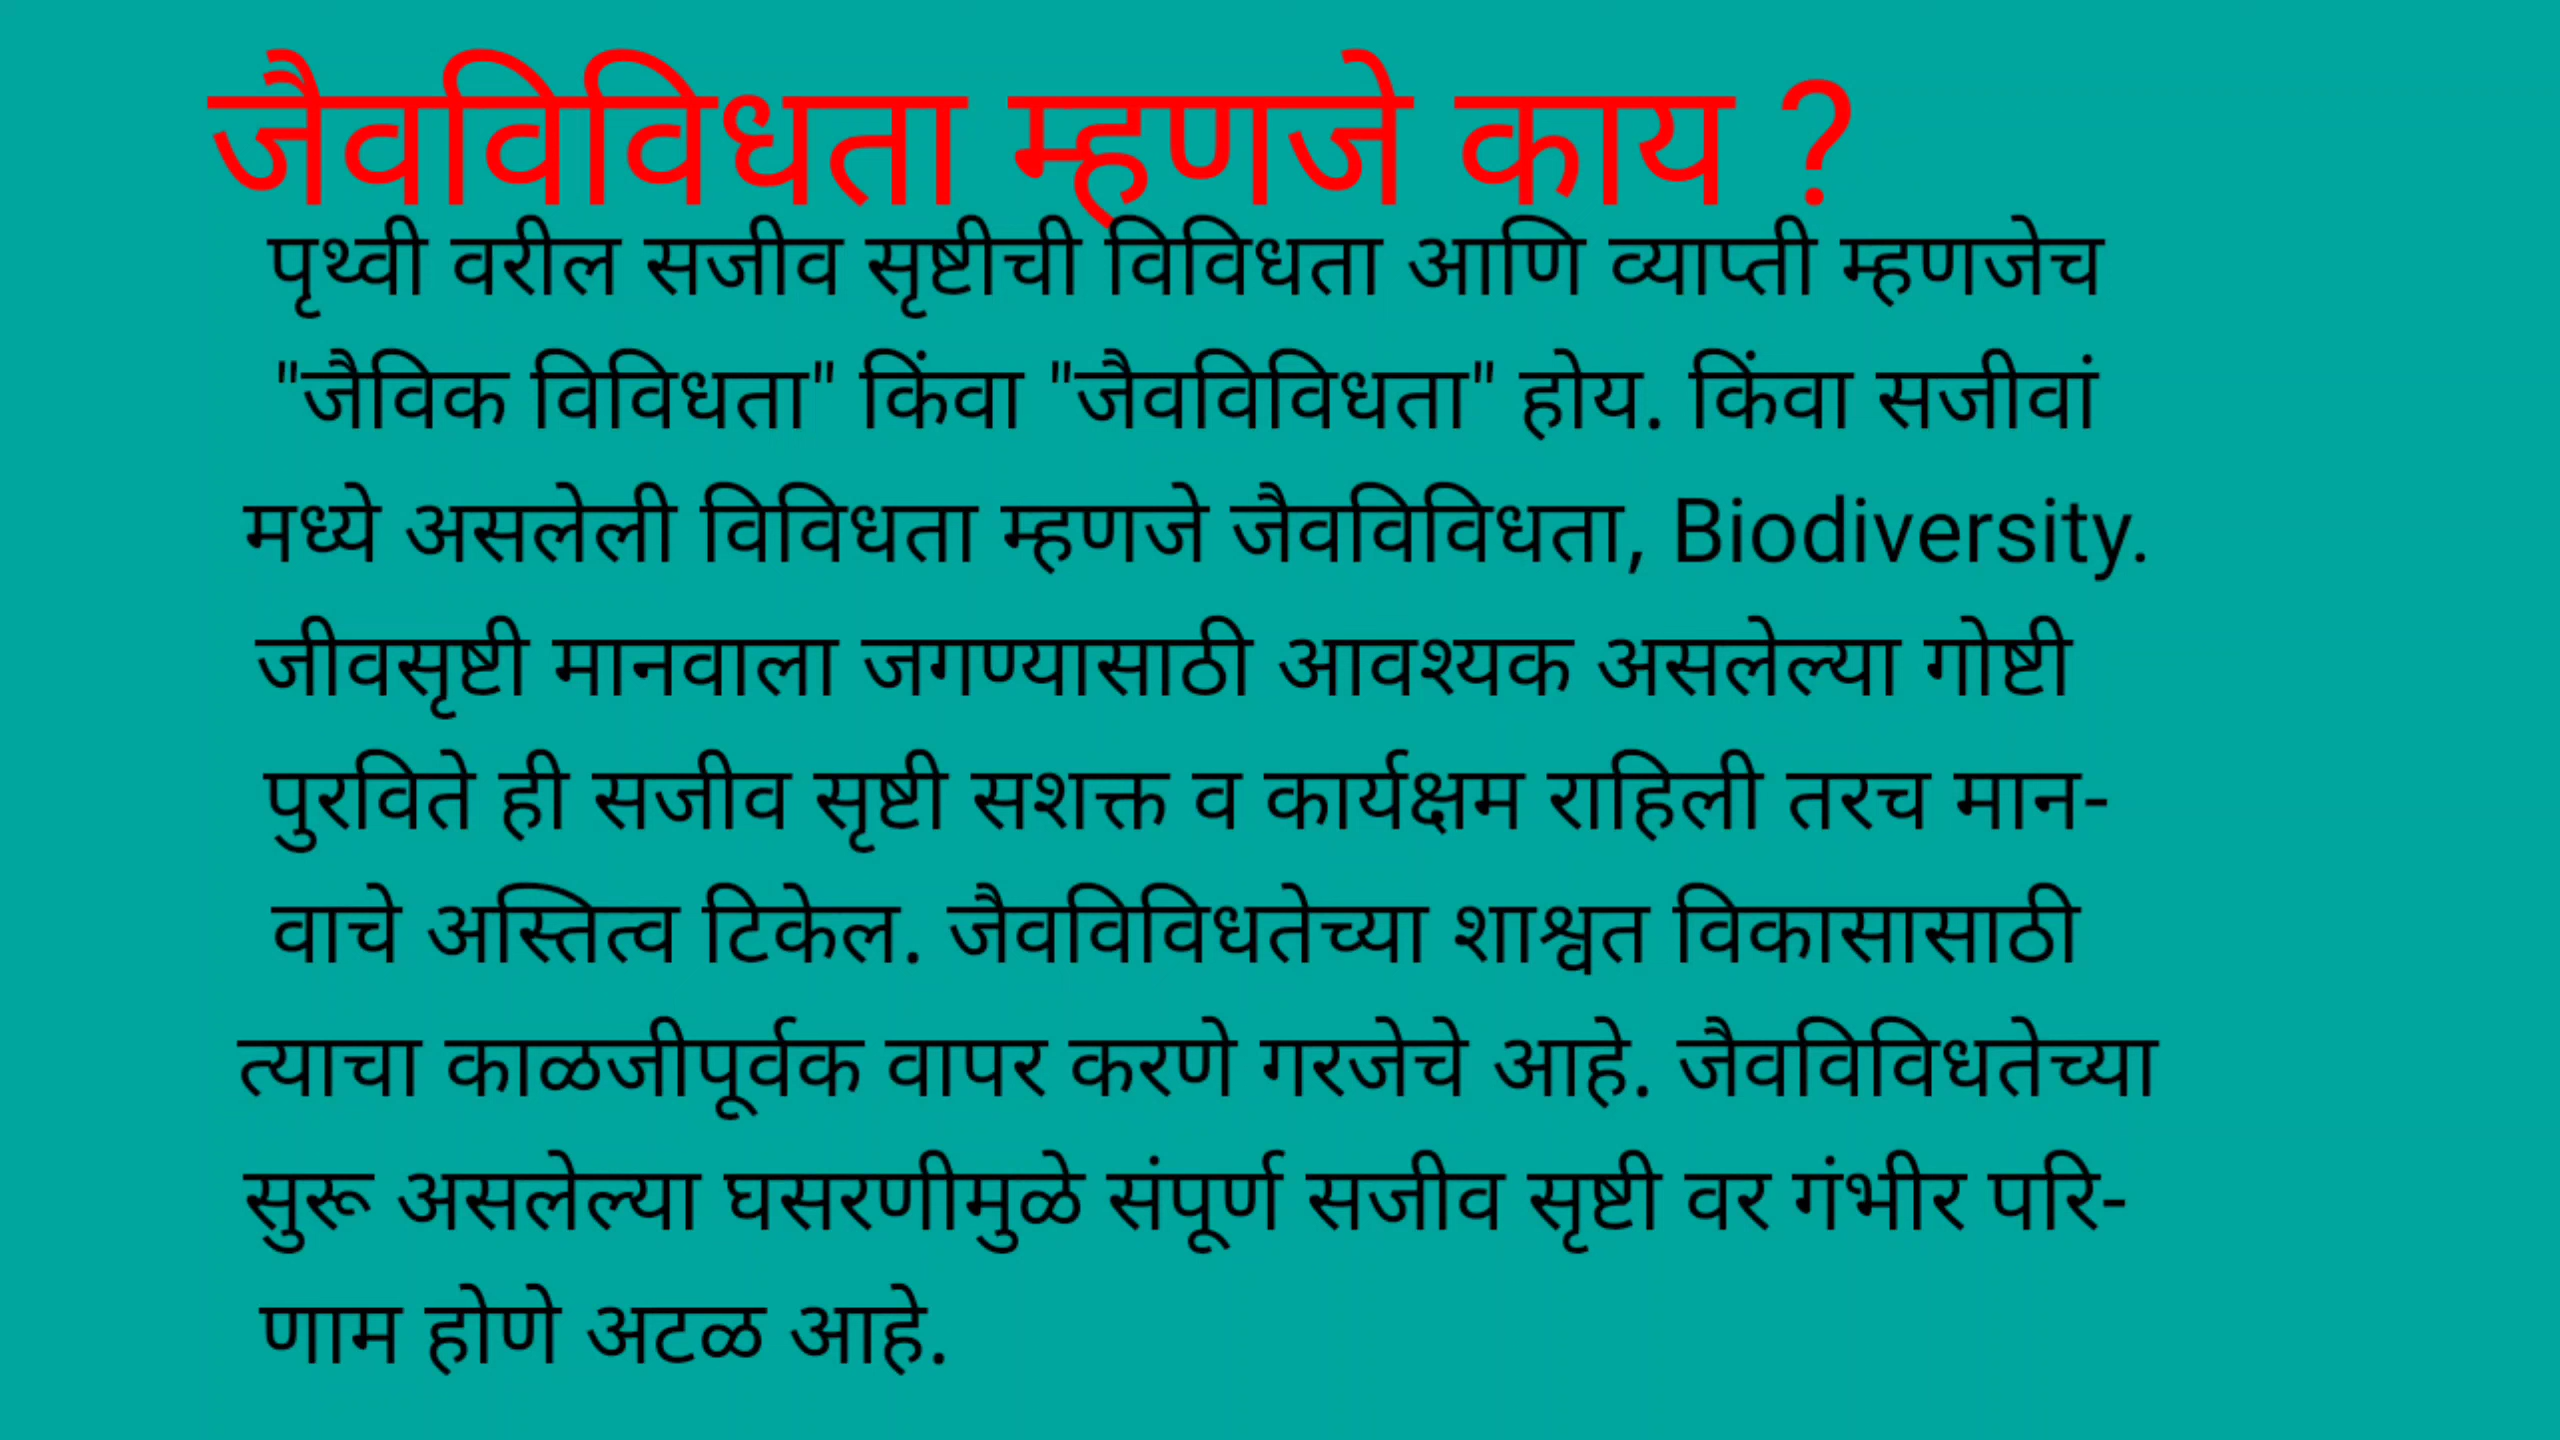 जैवविविधता म्हणजे काय ?
पृथ्वी वरील सजीव सृष्टीची विविधता आणि व्याप्ती म्हणजेच
"जैविक विविधता" किंवा "जैवविविधता" होय. किंवा सजीवां
मध्ये असलेली विविधता म्हणजे जैवविविधता, Biodiversity.
जीवसृष्टी मानवाला जगण्यासाठी आवश्यक असलेल्या गोष्टी
पुरविते ही सजीव सृष्टी सशक्त व कार्यक्षम राहिली तरच मान-
वाचे अस्तित्व टिकेल. जैवविविधतेच्या शाश्वत विकासासाठी
त्याचा काळजीपूर्वक वापर करणे गरजेचे आहे. जैवविविधतेच्या
सुरू असलेल्या घसरणीमुळे संपूर्ण सजीव सृष्टी वर गंभीर परि-
णाम होणे अटळ आहे.